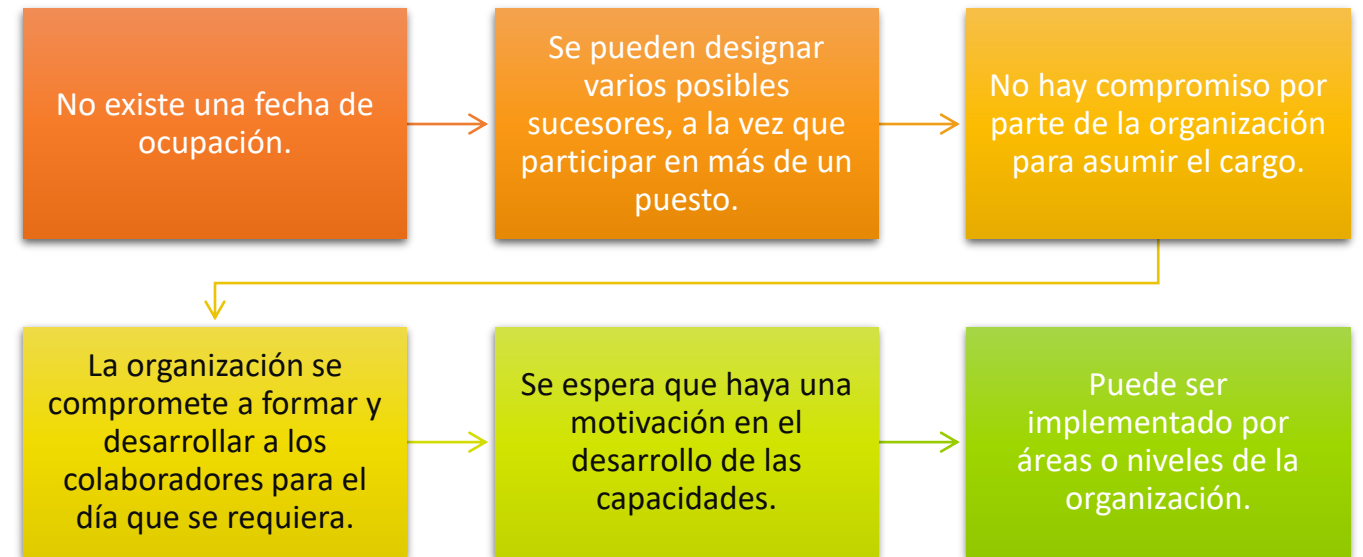 No existe una fecha de
ocupación.
Se pueden designar
varios posibles
sucesores, a la vez que
participar en más de un
puesto.
No hay compromiso por
parte de la organización
para asumir el cargo.
La organización se
compromete a formar y
desarrollar a los
colaboradores para el
día que se requiera.
Se espera que haya una
motivación en el
desarrollo de las
capacidades.
Puede ser
implementado por
áreas o niveles de la
organización.